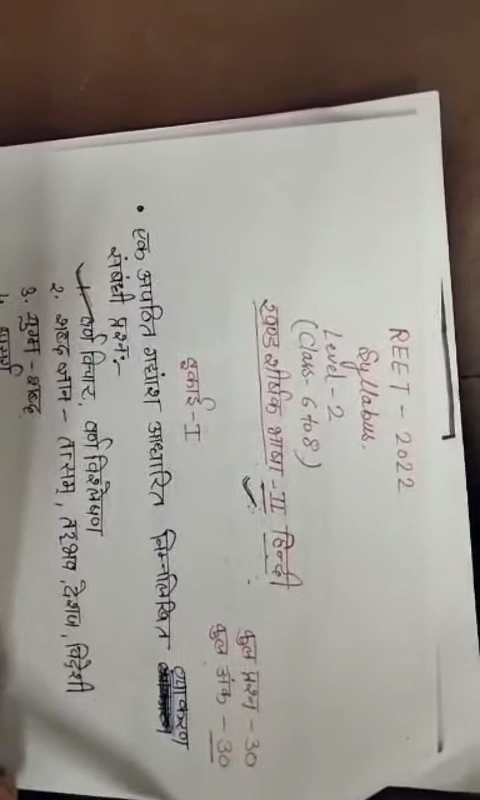 REET - 2022
Syllabus.
Level - 2
(Class - 6 to 8)
खण्ड शीर्षक भाषा - II हिन्दी
कुल प्रश्न - 30
कुल अंक - 30
इकाई - I
• एक अपठित गद्यांश आधारित निम्नलिखित व्याकरण
संबंधी प्रश्न :-
वर्ण विचार, वर्ण विश्लेषण
2. शब्द ज्ञान - तत्सम, तद्भव, देशज, विदेशी
3. युग्म - शब्द